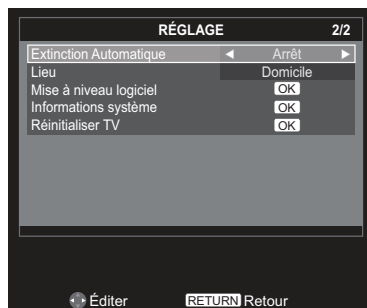 RÉGLAGE 2/2
Extinction Automatique Arrêt
Lieu Domicile
Mise à niveau logiciel OK
Informations système OK
Réinitialiser TV OK
Éditer RETURN Retour